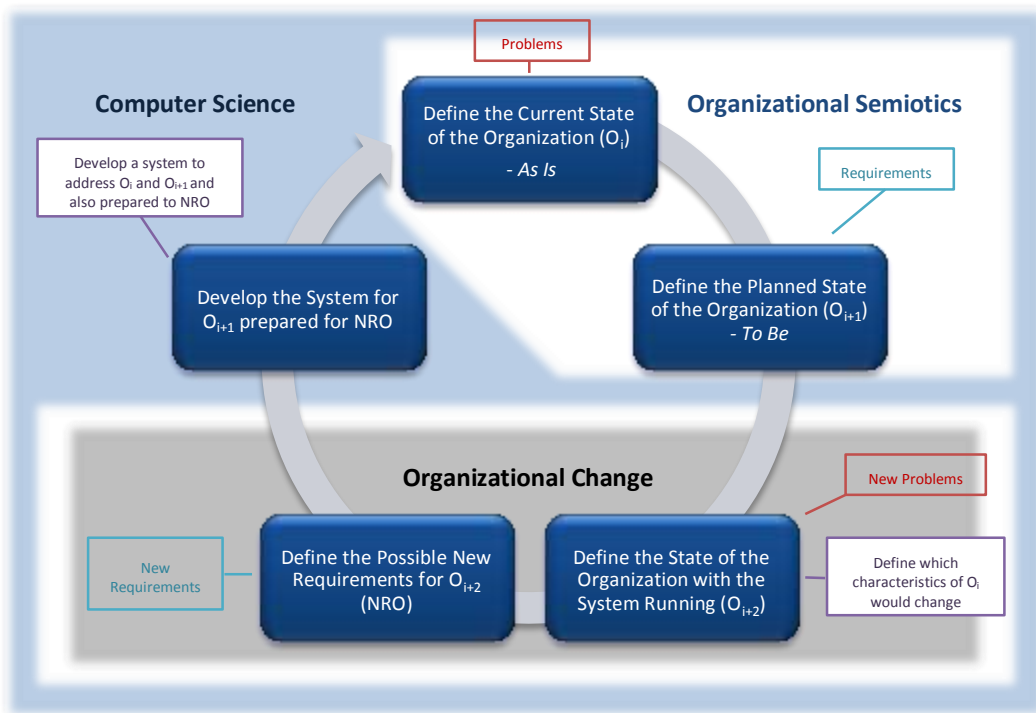 Problems
Computer Science
Organizational Semiotics
Define the Current State
of the Organization (Oᵢ)
- As Is
Develop a system to
address Oᵢ and Oᵢ₊₁ and
also prepared to NRO
Requirements
Develop the System for
Oᵢ₊₁ prepared for NRO
Define the Planned State
of the Organization (Oᵢ₊₁)
- To Be
Organizational Change
New Problems
New
Requirements
Define the Possible New
Requirements for Oᵢ₊₂
(NRO)
Define the State of the
Organization with the
System Running (Oᵢ₊₂)
Define which
characteristics of Oᵢ
would change